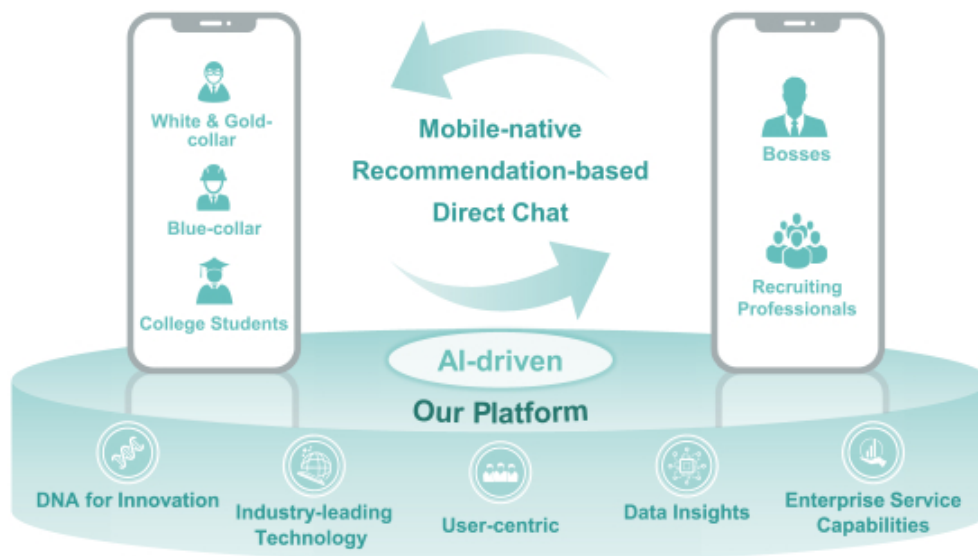 White & Gold-
collar
Blue-collar
College Students
Mobile-native
Recommendation-based
Direct Chat
Bosses
Recruiting
Professionals
AI-driven
Our Platform
DNA for Innovation
Industry-leading
Technology
User-centric
Data Insights
Enterprise Service
Capabilities